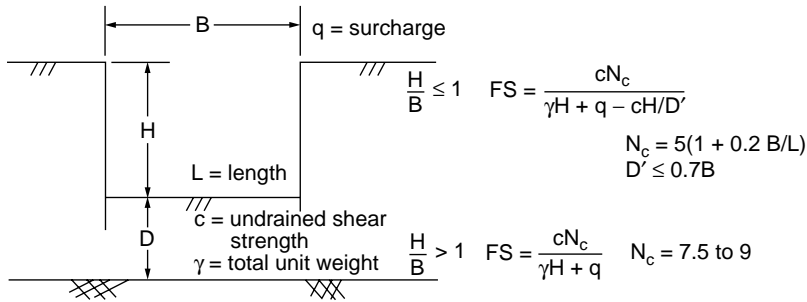 B
q = surcharge
H
H/B ≤ 1 FS = cN_c / (γH + q − cH/D′)
N_c = 5(1 + 0.2 B/L)
D′ ≤ 0.7B
L = length
D
c = undrained shear
strength
γ = total unit weight
H/B > 1 FS = cN_c / (γH + q) N_c = 7.5 to 9